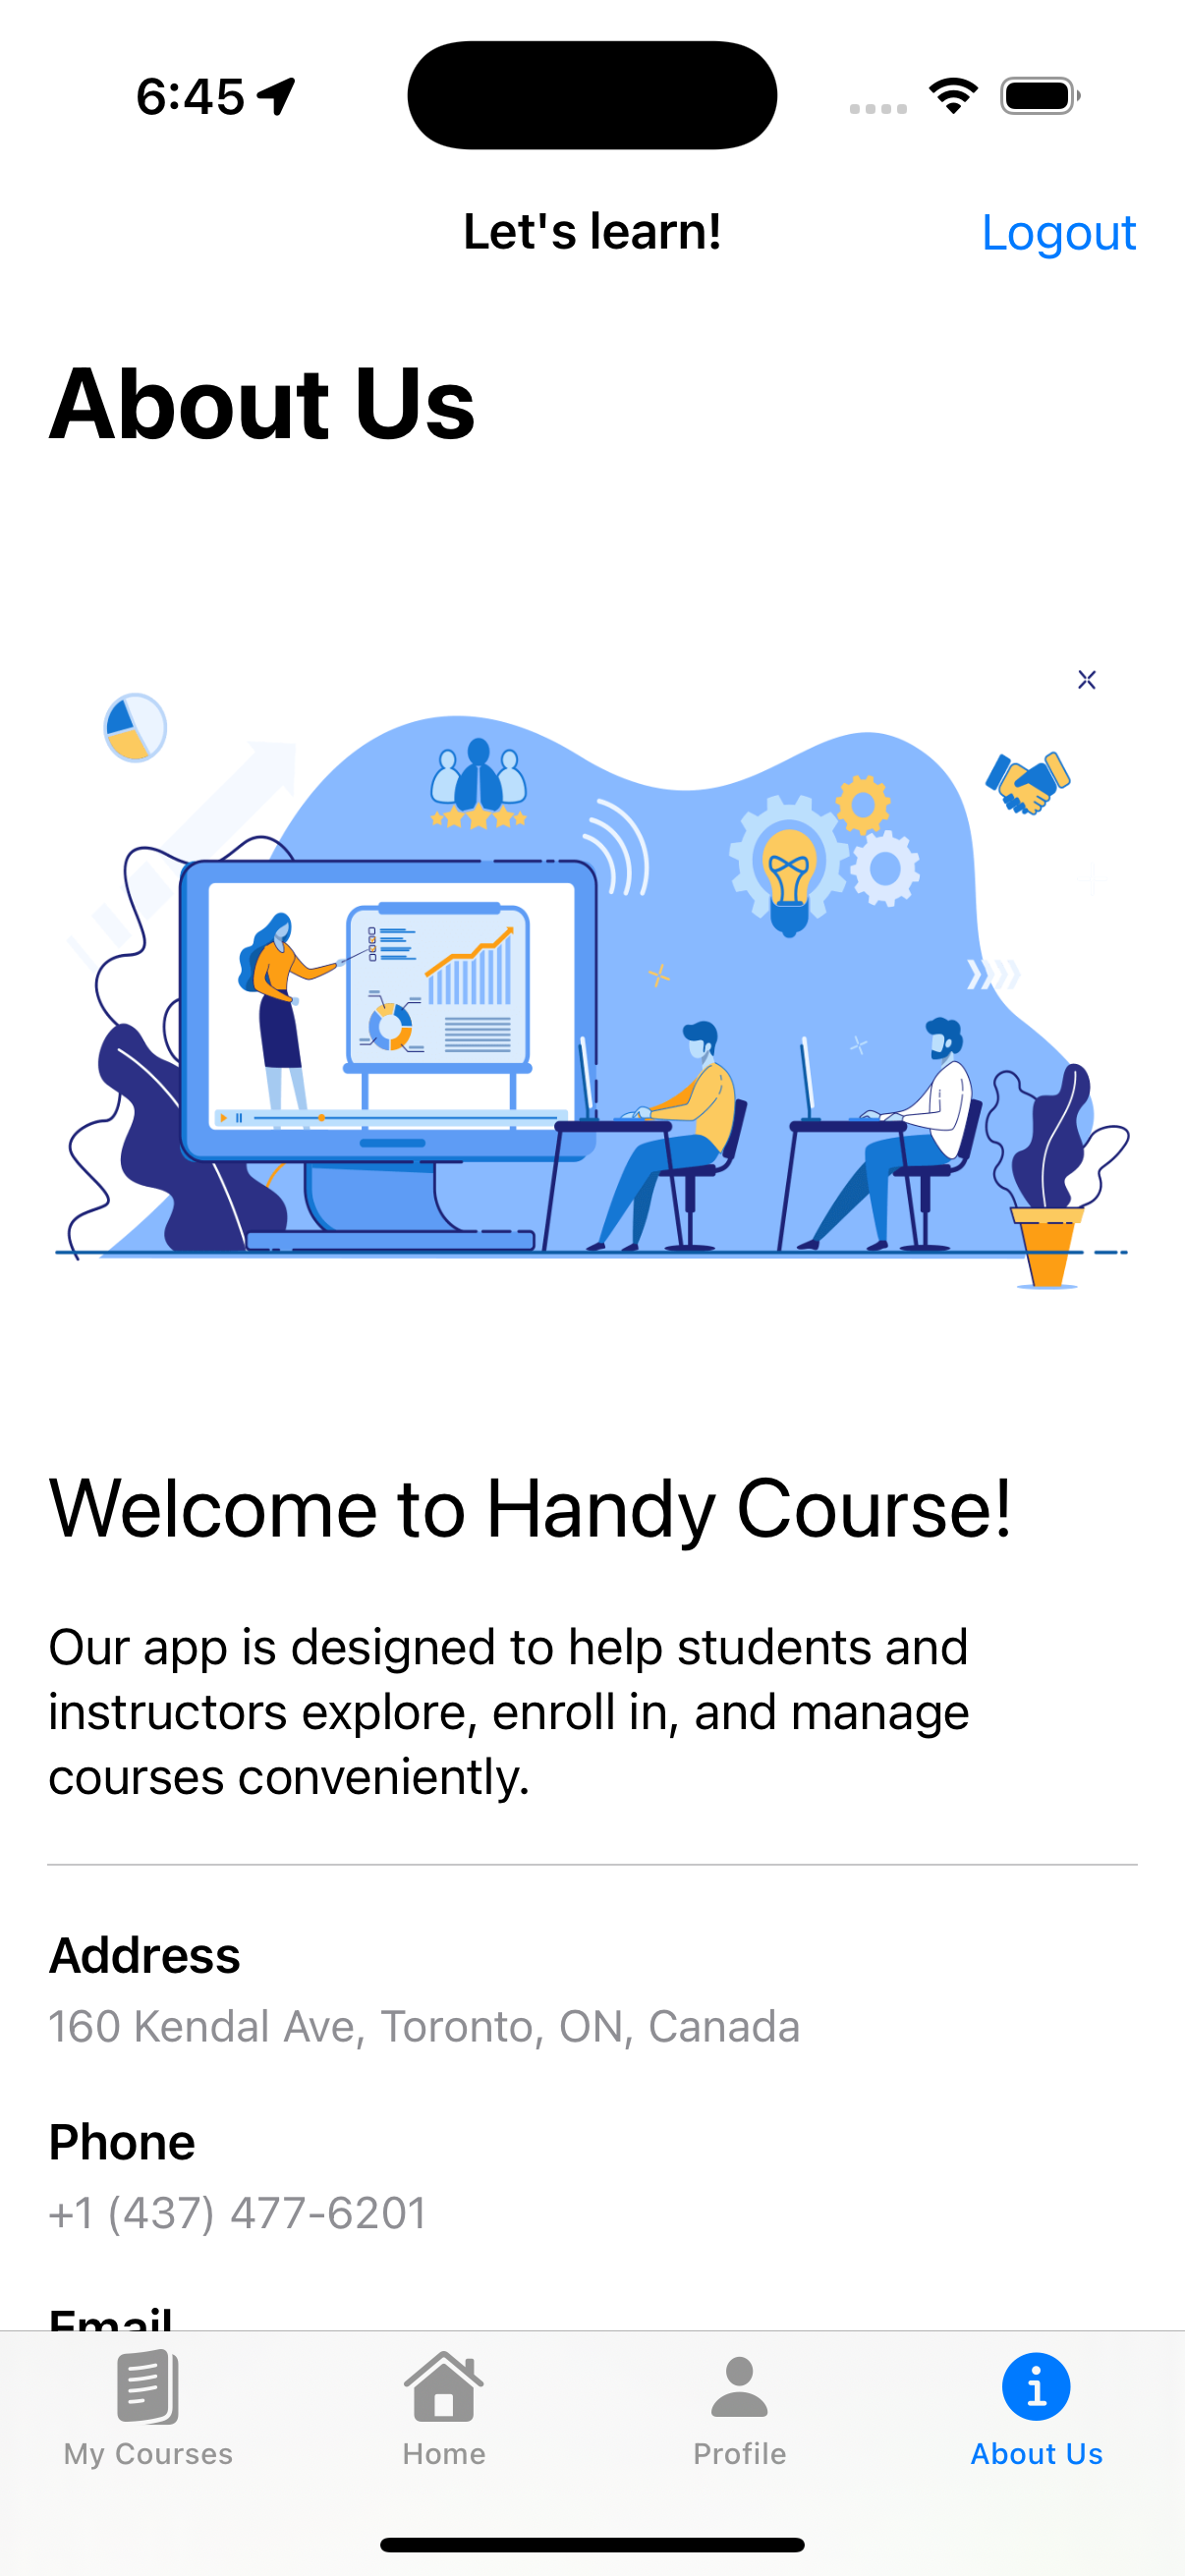 6:45
Let's learn!
Logout
About Us
Welcome to Handy Course!
Our app is designed to help students and
instructors explore, enroll in, and manage
courses conveniently.
Address
160 Kendal Ave, Toronto, ON, Canada
Phone
+1 (437) 477-6201
Email
My Courses
Home
Profile
About Us